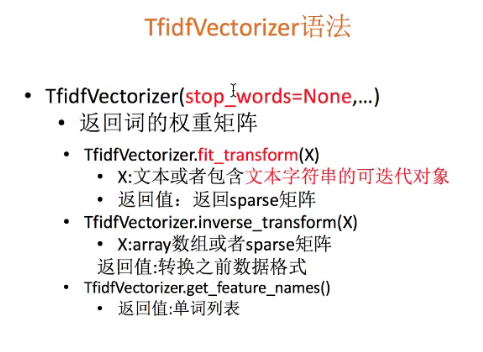 TfidfVectorizer语法
• TfidfVectorizer(stop_words=None,…)
• 返回词的权重矩阵
• TfidfVectorizer.fit_transform(X)
• X:文本或者包含文本字符串的可迭代对象
• 返回值：返回sparse矩阵
• TfidfVectorizer.inverse_transform(X)
• X:array数组或者sparse矩阵
返回值:转换之前数据格式
• TfidfVectorizer.get_feature_names()
• 返回值:单词列表